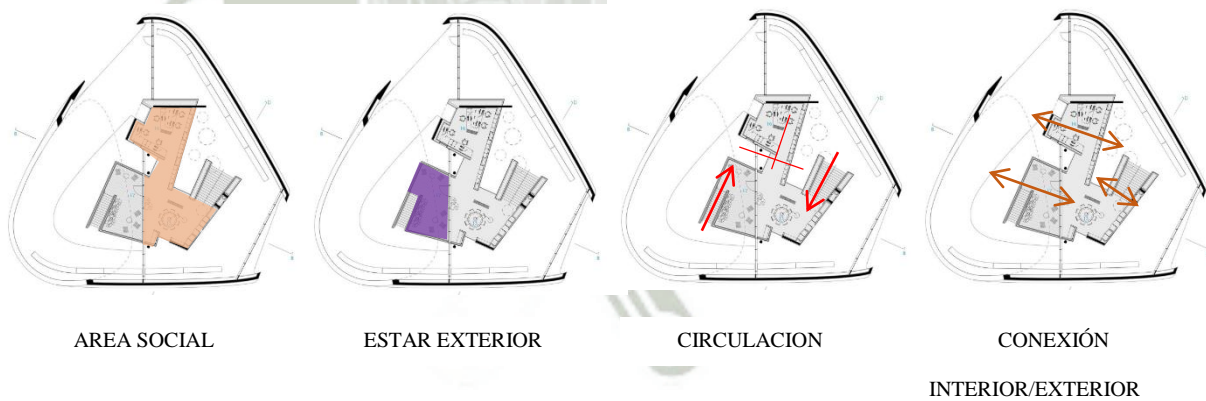 AREA SOCIAL
ESTAR EXTERIOR
CIRCULACION
CONEXIÓN
INTERIOR/EXTERIOR